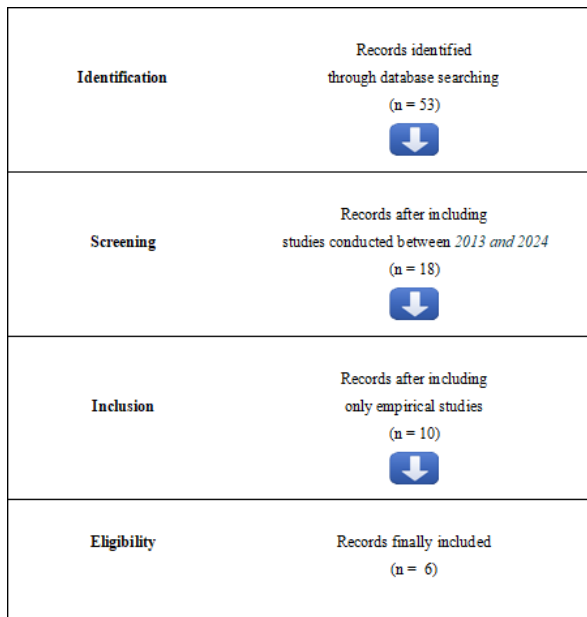 Records identified
Identification
through database searching
(n = 53)
Records after including
Screening
studies conducted between 2013 and 2024
(n = 18)
Records after including
Inclusion
only empirical studies
(n = 10)
Eligibility
Records finally included
(n = 6)